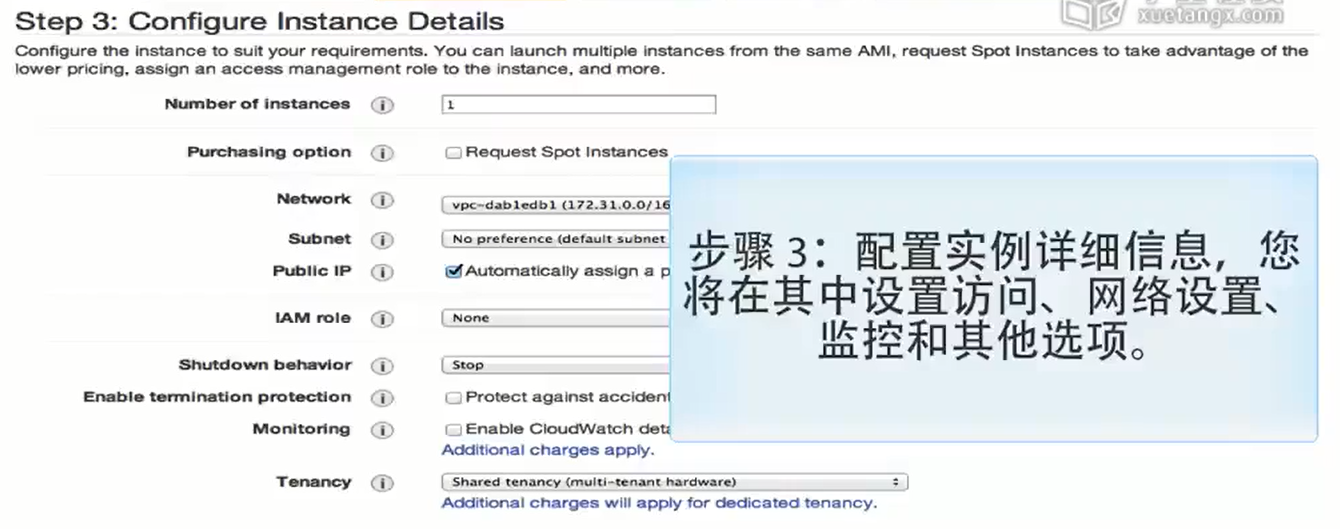 Step 3: Configure Instance Details
xuetangx.com
Configure the instance to suit your requirements. You can launch multiple instances from the same AMI, request Spot Instances to take advantage of the
lower pricing, assign an access management role to the instance, and more.
Number of instances 1
Purchasing option Request Spot Instances
Network vpc-dab1edb1 (172.31.0.0/16
Subnet No preference (default subnet
Public IP Automatically assign a p
IAM role None
Shutdown behavior Stop
Enable termination protection Protect against accident
Monitoring Enable CloudWatch deta
Additional charges apply.
Tenancy Shared tenancy (multi-tenant hardware)
Additional charges will apply for dedicated tenancy.
步骤 3：配置实例详细信息，您
将在其中设置访问、网络设置、
监控和其他选项。